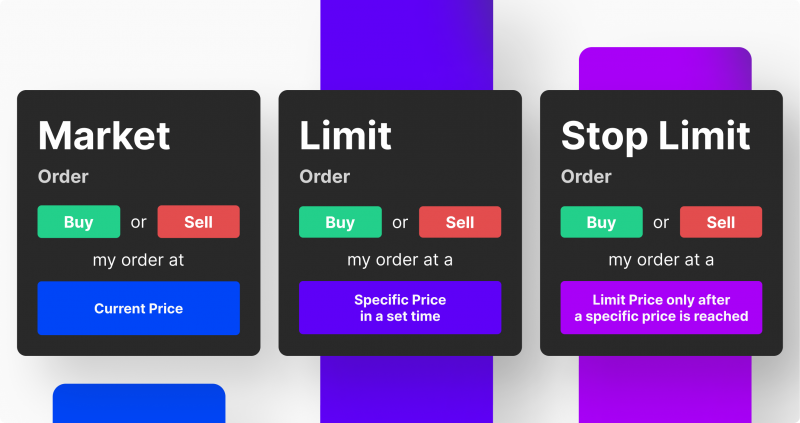 Market
Order
Buy or Sell
my order at
Current Price
Limit
Order
Buy or Sell
my order at a
Specific Price
in a set time
Stop Limit
Order
Buy or Sell
my order at a
Limit Price only after
a specific price is reached